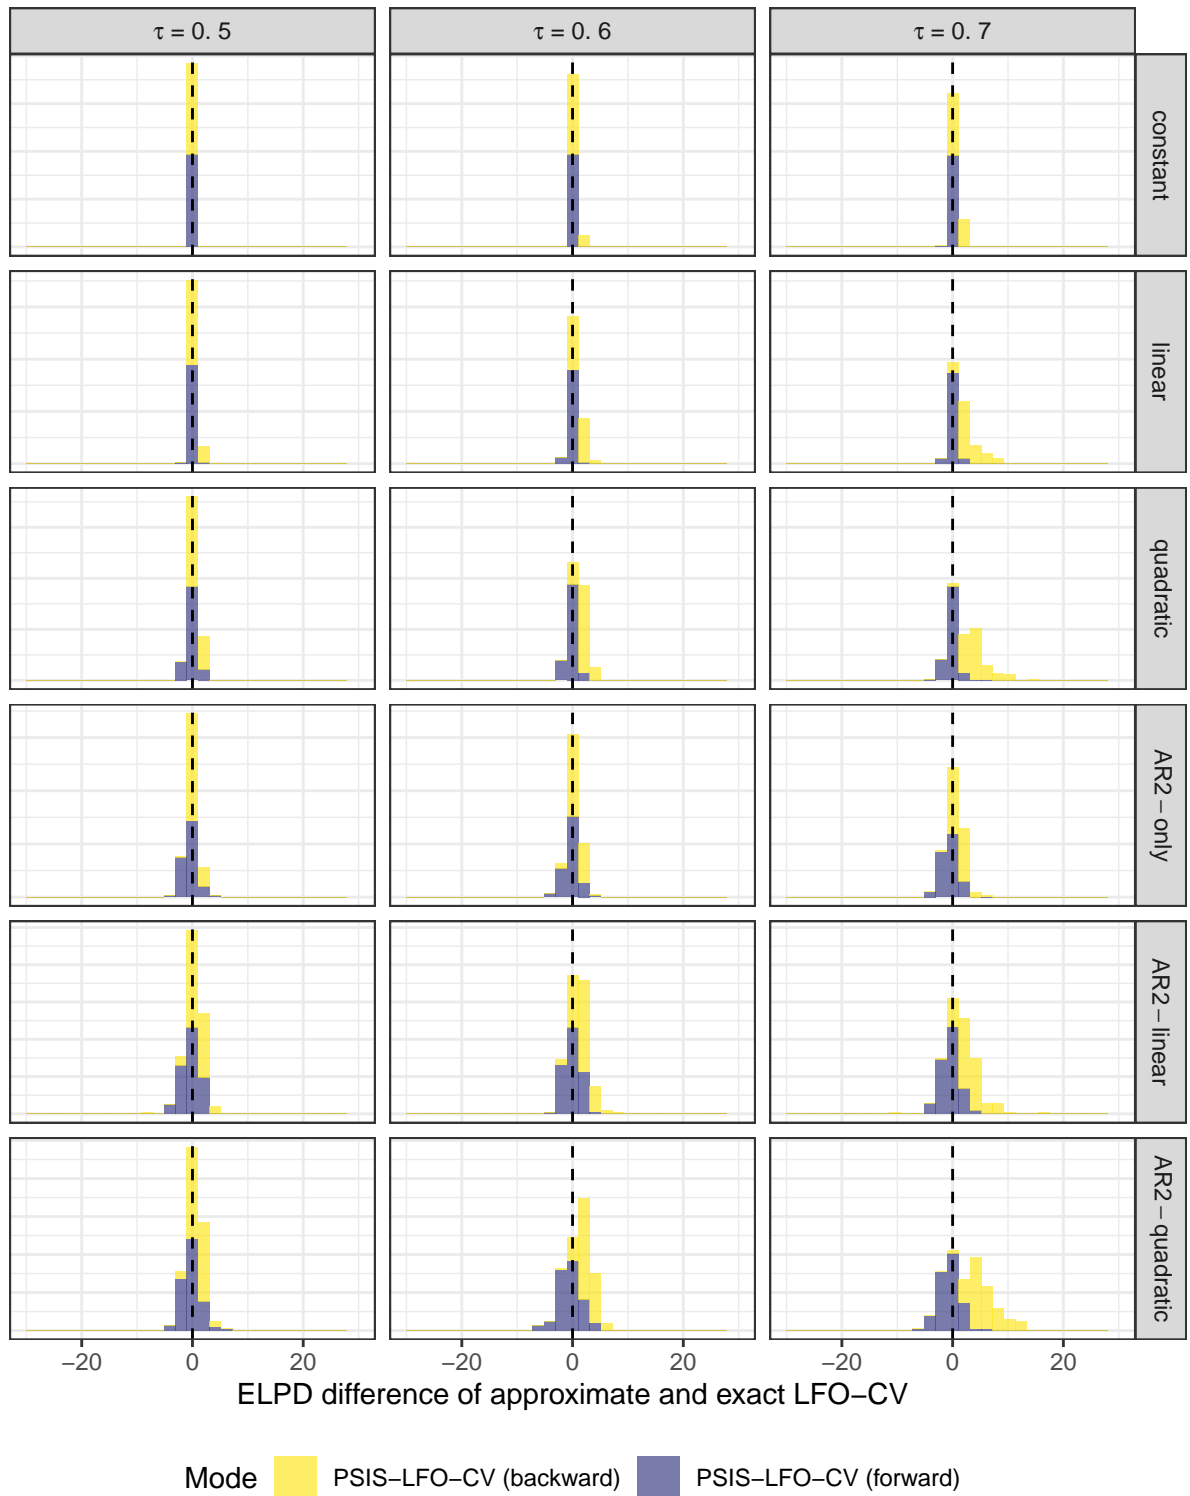 τ = 0. 5
τ = 0. 6
τ = 0. 7
constant
linear
quadratic
AR2−only
AR2−linear
AR2−quadratic
−20 0 20 −20 0 20 −20 0 20
ELPD difference of approximate and exact LFO−CV
Mode PSIS−LFO−CV (backward) PSIS−LFO−CV (forward)